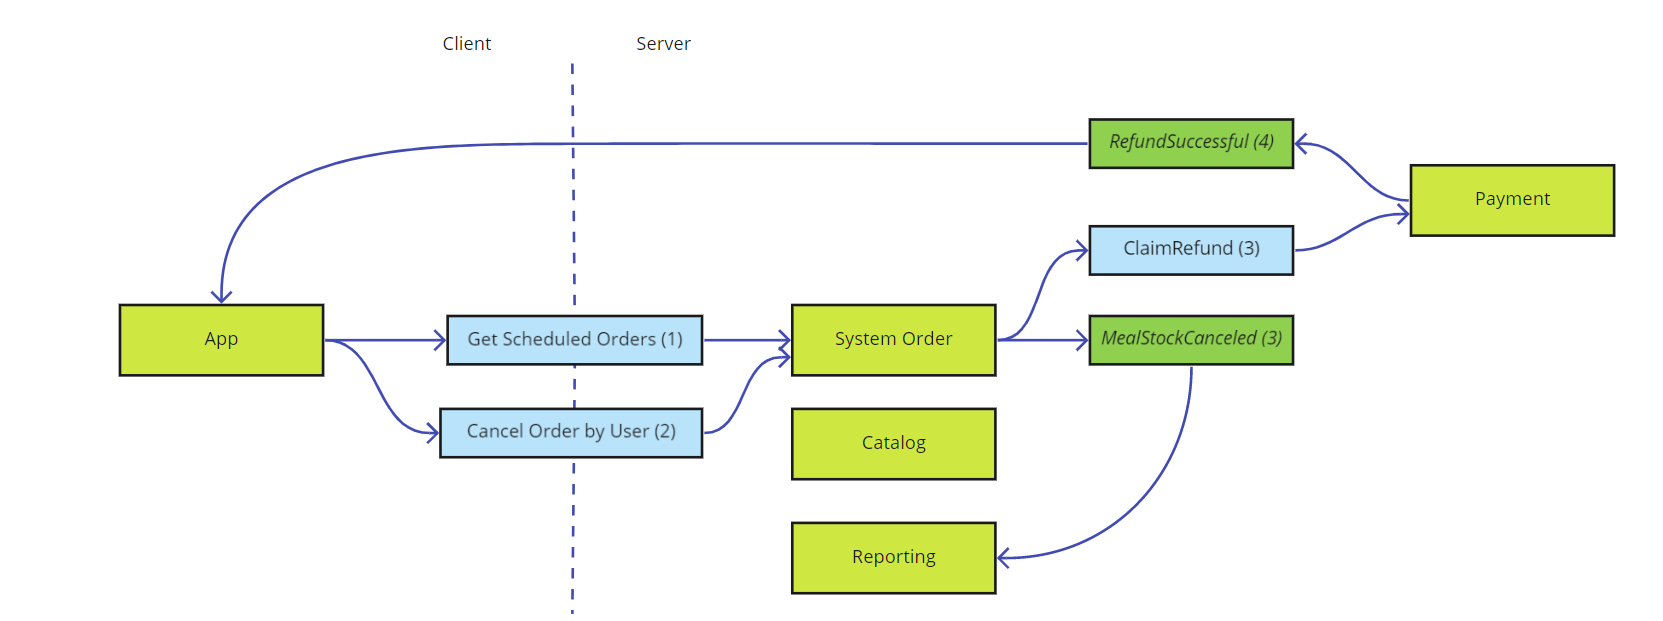 Client
Server
RefundSuccessful (4)
Payment
ClaimRefund (3)
App
Get Scheduled Orders (1)
System Order
MealStockCanceled (3)
Cancel Order by User (2)
Catalog
Reporting